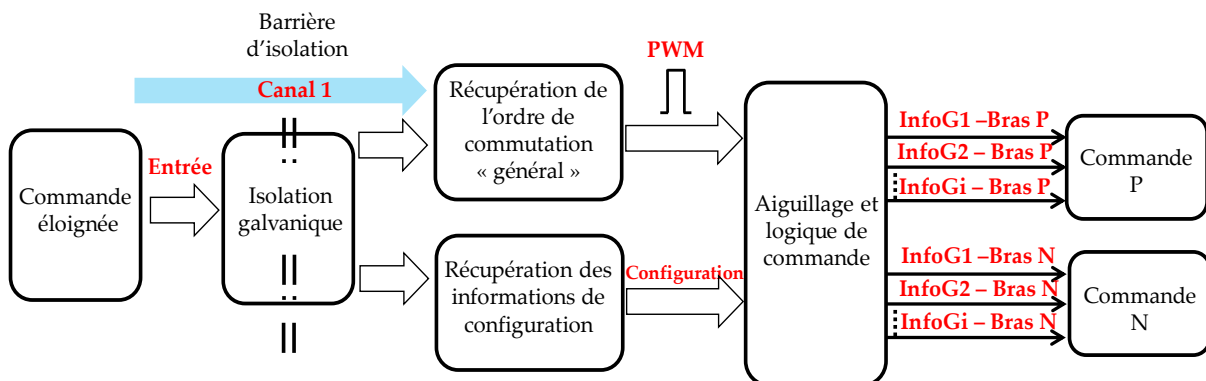 Barrière
d'isolation
Canal 1
PWM
Récupération de
l'ordre de
commutation
« général »
Entrée
Commande
éloignée
Isolation
galvanique
Récupération des
informations de
configuration
Configuration
Aiguillage et
logique de
commande
InfoG1 –Bras P
InfoG2 – Bras P
InfoGi – Bras P
Commande
P
InfoG1 –Bras N
InfoG2 – Bras N
InfoGi – Bras N
Commande
N